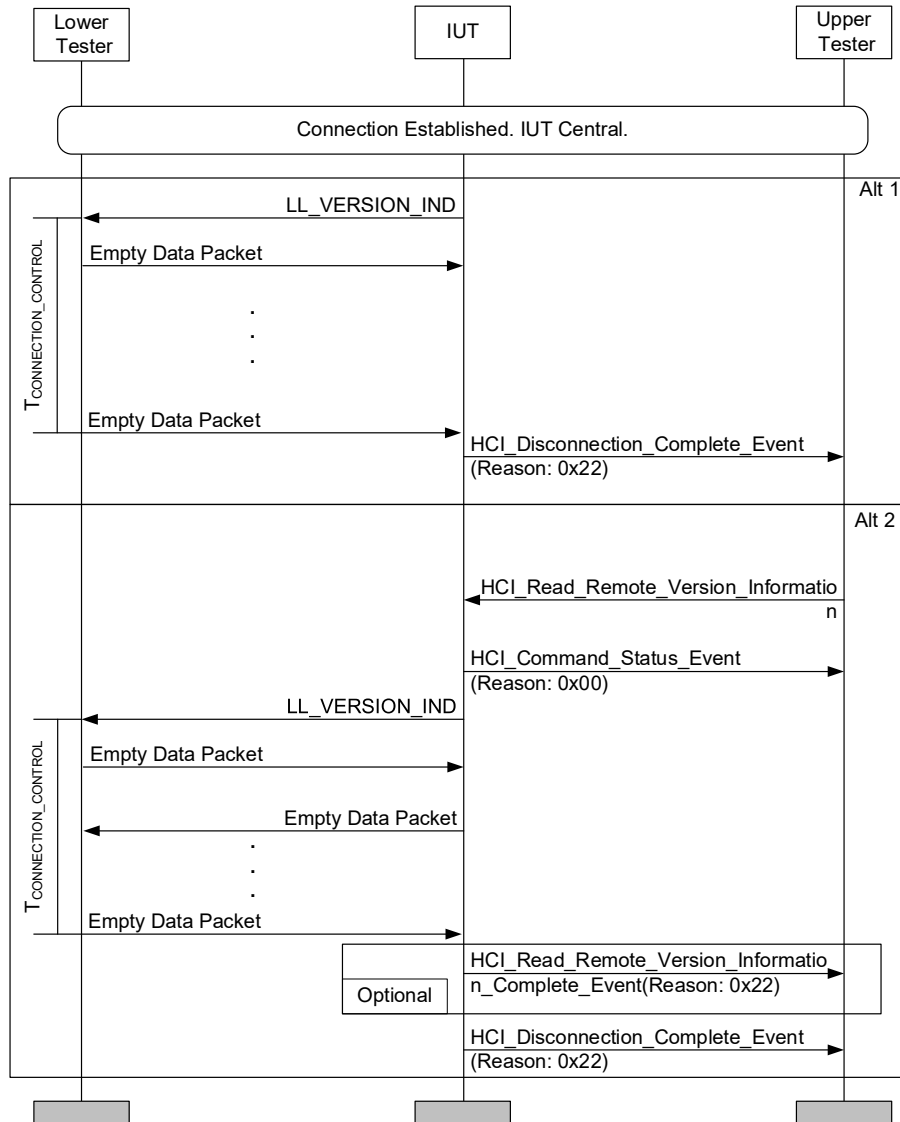 Lower
Tester
IUT
Upper
Tester
Connection Established. IUT Central.
Alt 1
LL_VERSION_IND
Empty Data Packet
.
.
.
TCONNECTION_CONTROL
Empty Data Packet
HCI_Disconnection_Complete_Event
(Reason: 0x22)
Alt 2
HCI_Read_Remote_Version_Informatio
n
HCI_Command_Status_Event
(Reason: 0x00)
LL_VERSION_IND
Empty Data Packet
Empty Data Packet
.
.
.
TCONNECTION_CONTROL
Empty Data Packet
HCI_Read_Remote_Version_Informatio
n_Complete_Event(Reason: 0x22)
Optional
HCI_Disconnection_Complete_Event
(Reason: 0x22)